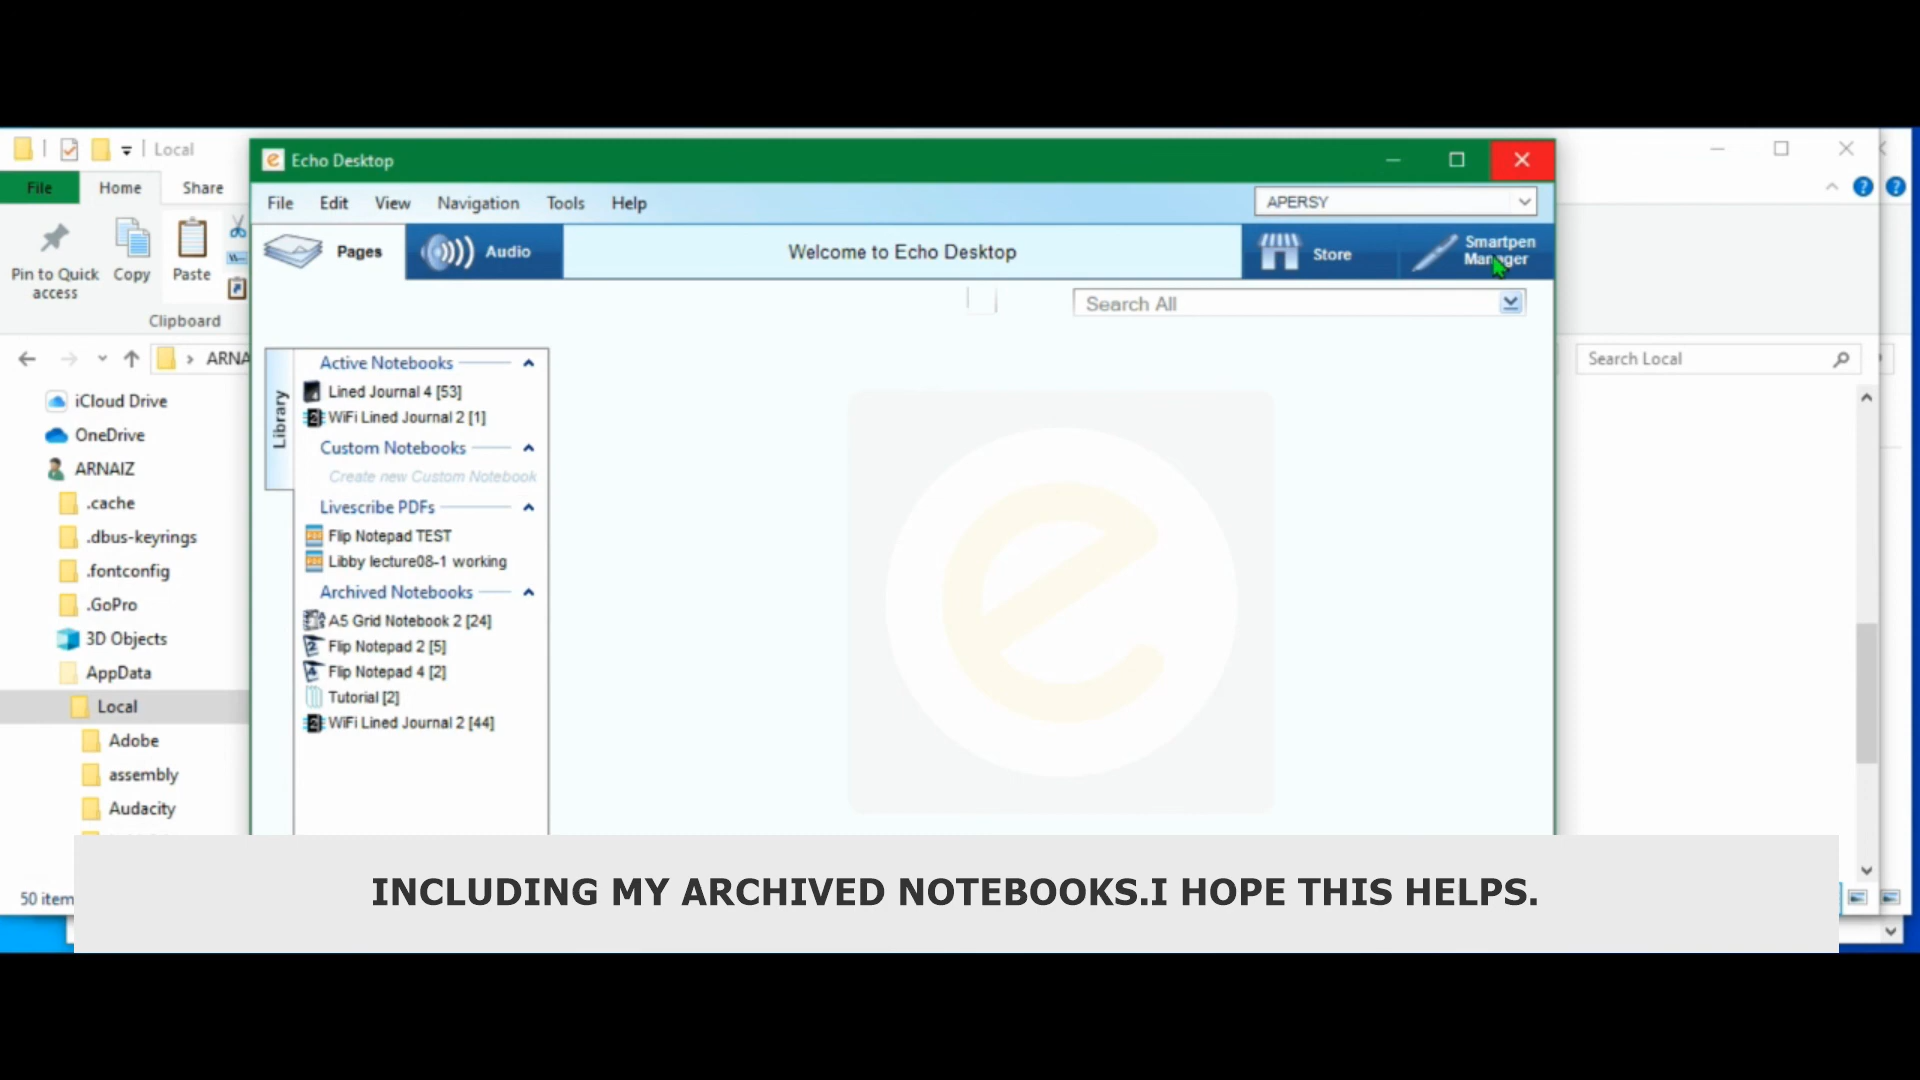 Local
Echo Desktop
File
Home
Share
File
Edit
View
Navigation
Tools
Help
APERSY
Pages
Audio
Welcome to Echo Desktop
Store
Smartpen
Manager
Pin to Quick
access
Copy
Paste
Clipboard
Search All
ARNA
Search Local
Library
Active Notebooks
Lined Journal 4 [53]
WiFi Lined Journal 2 [1]
Custom Notebooks
Create new Custom Notebook
Livescribe PDFs
Flip Notepad TEST
Libby lecture08-1 working
Archived Notebooks
A5 Grid Notebook 2 [24]
Flip Notepad 2 [5]
Flip Notepad 4 [2]
Tutorial [2]
WiFi Lined Journal 2 [44]
iCloud Drive
OneDrive
ARNAIZ
.cache
.dbus-keyrings
.fontconfig
.GoPro
3D Objects
AppData
Local
Adobe
assembly
Audacity
50 item
INCLUDING MY ARCHIVED NOTEBOOKS.I HOPE THIS HELPS.